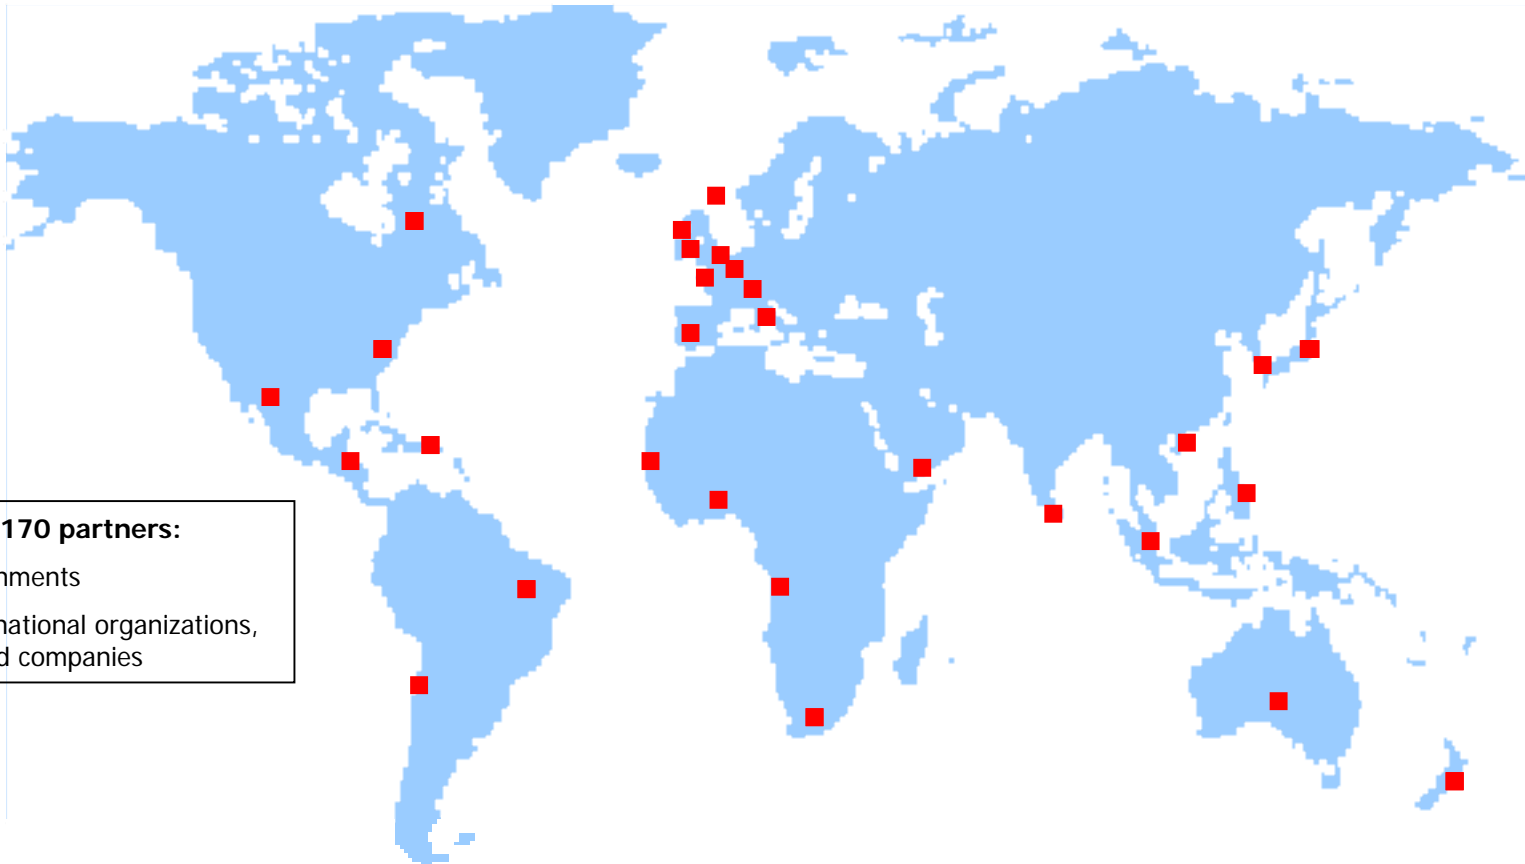 170 partners:
nments
national organizations,
d companies